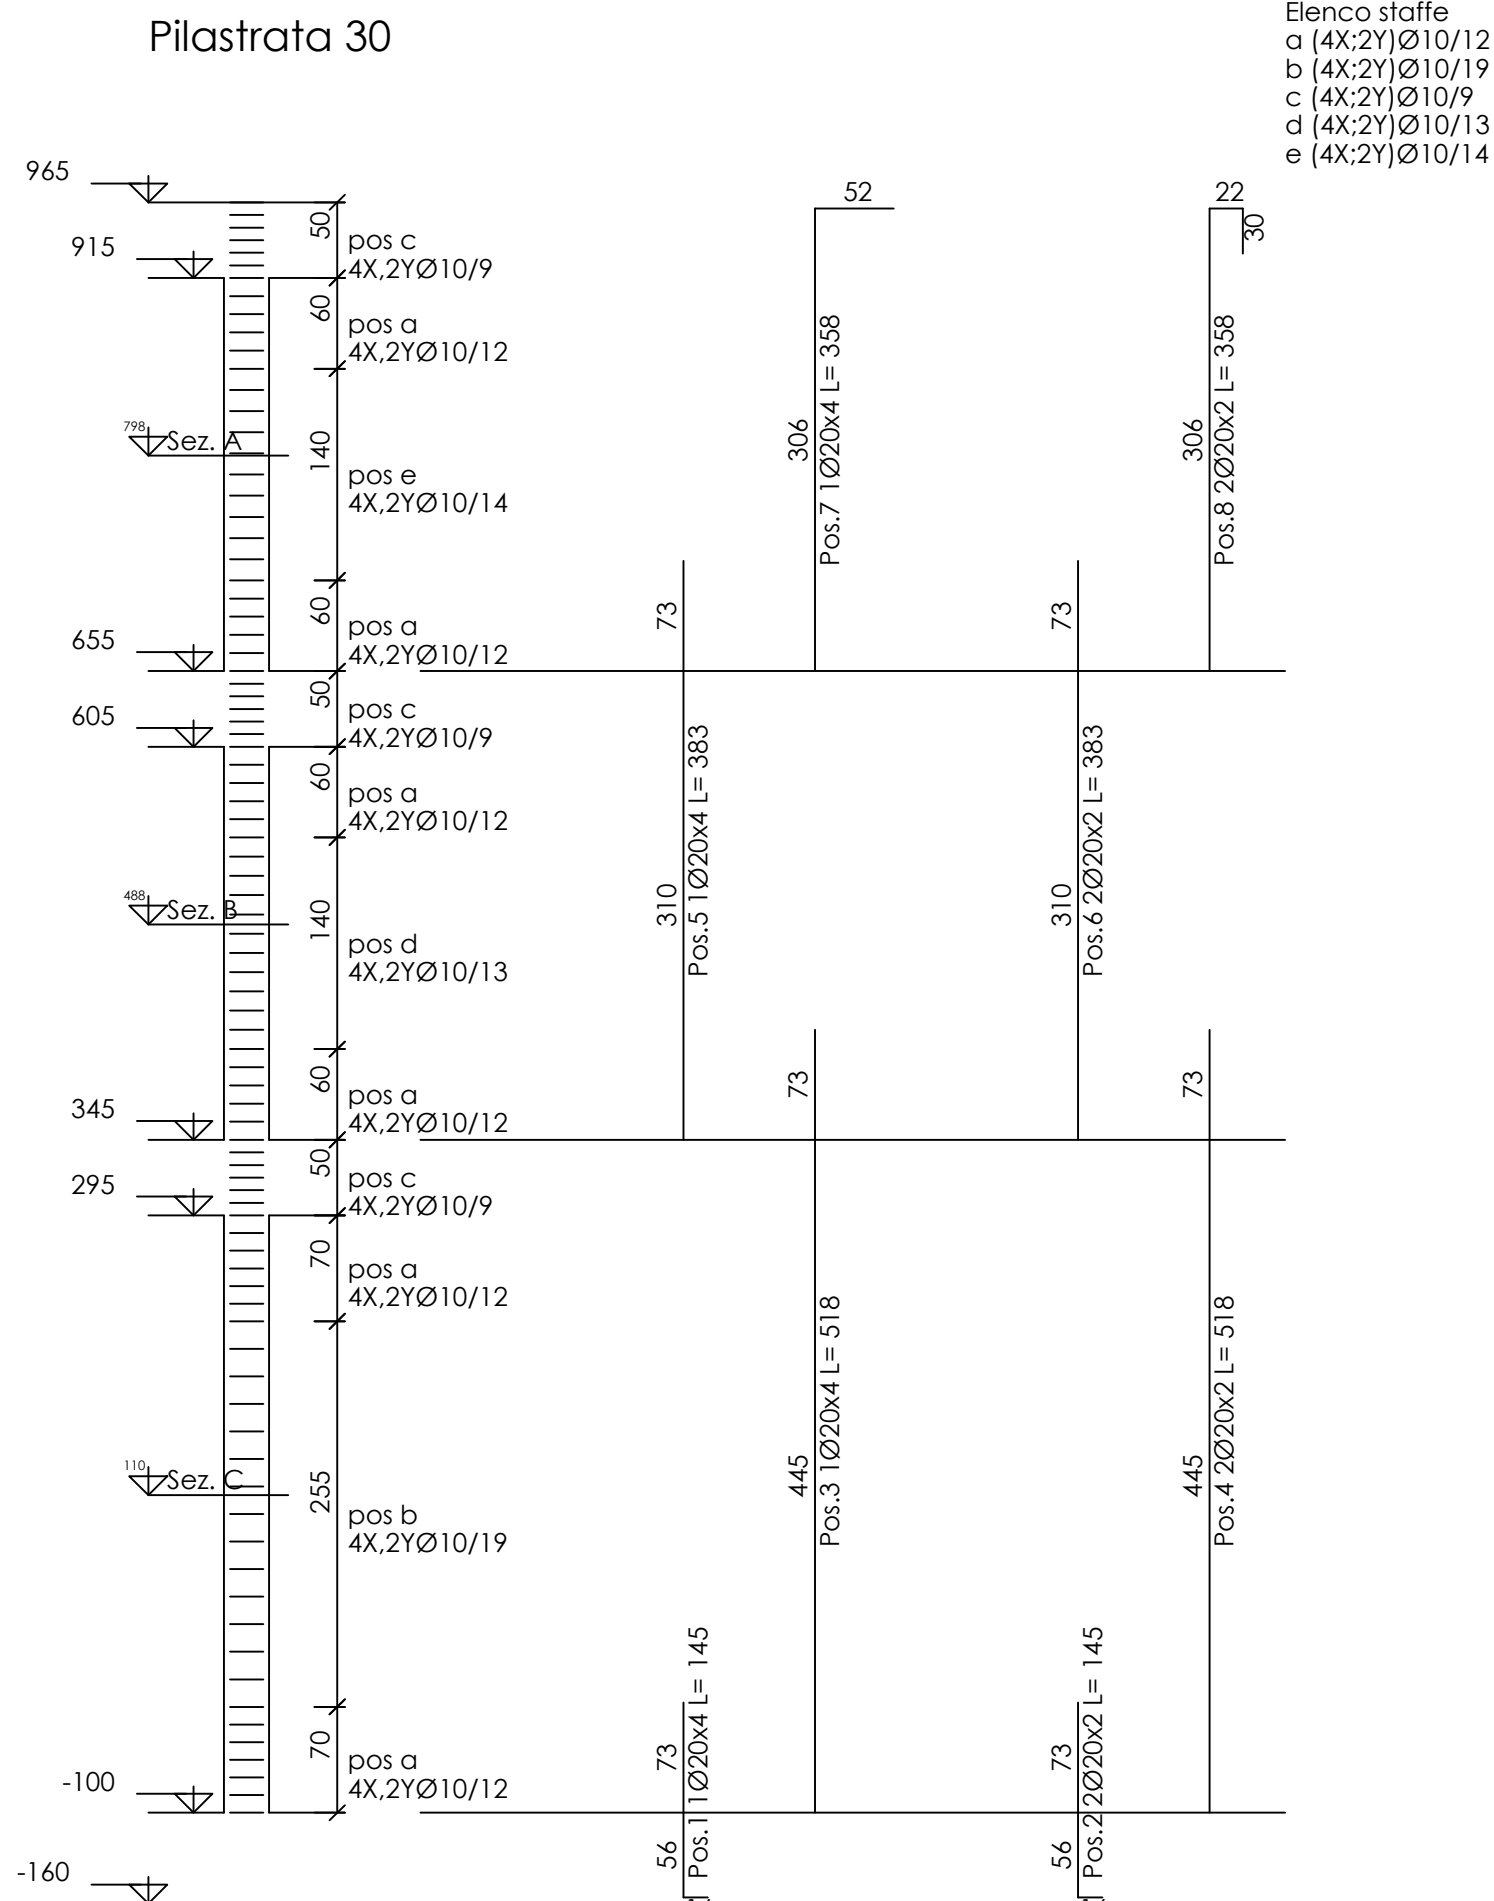 Pilastrata 30
Elenco staffe
a (4X;2Y)Ø10/12
b (4X;2Y)Ø10/19
c (4X;2Y)Ø10/9
d (4X;2Y)Ø10/13
e (4X;2Y)Ø10/14
965
915
798
Sez. A
655
605
488
Sez. B
345
295
110
Sez. C
-100
-160
50
pos c
4X,2YØ10/9
60
pos a
4X,2YØ10/12
140
pos e
4X,2YØ10/14
60
pos a
4X,2YØ10/12
50
pos c
4X,2YØ10/9
60
pos a
4X,2YØ10/12
140
pos d
4X,2YØ10/13
60
pos a
4X,2YØ10/12
50
pos c
4X,2YØ10/9
70
pos a
4X,2YØ10/12
255
pos b
4X,2YØ10/19
70
pos a
4X,2YØ10/12
52
306
Pos.7 1Ø20x4 L= 358
22
30
306
Pos.8 2Ø20x2 L= 358
73
310
Pos.5 1Ø20x4 L= 383
73
310
Pos.6 2Ø20x2 L= 383
73
445
Pos.3 1Ø20x4 L= 518
73
445
Pos.4 2Ø20x2 L= 518
73
56
Pos.1 1Ø20x4 L= 145
73
56
Pos.2 2Ø20x2 L= 145